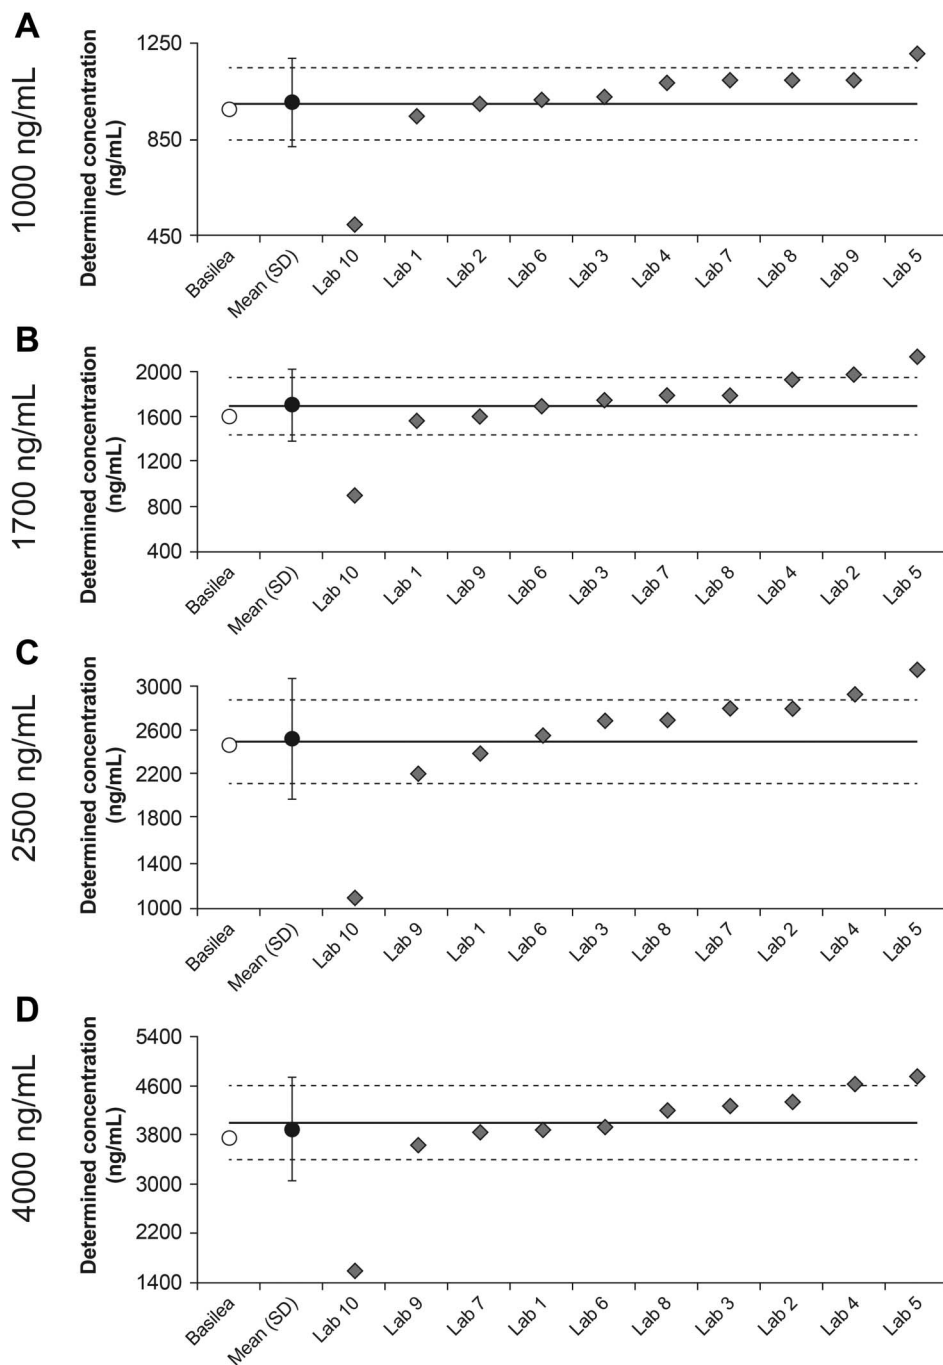 A
1000 ng/mL
Determined concentration
(ng/mL)
1250
850
450
Basilea
Mean (SD)
Lab 10
Lab 1
Lab 2
Lab 6
Lab 3
Lab 4
Lab 7
Lab 8
Lab 9
Lab 5
B
1700 ng/mL
Determined concentration
(ng/mL)
2000
1600
1200
800
400
Basilea
Mean (SD)
Lab 10
Lab 1
Lab 9
Lab 6
Lab 3
Lab 7
Lab 8
Lab 4
Lab 2
Lab 5
C
2500 ng/mL
Determined concentration
(ng/mL)
3000
2600
2200
1800
1400
1000
Basilea
Mean (SD)
Lab 10
Lab 9
Lab 1
Lab 6
Lab 3
Lab 8
Lab 7
Lab 2
Lab 4
Lab 5
D
4000 ng/mL
Determined concentration
(ng/mL)
5400
4600
3800
3000
2200
1400
Basilea
Mean (SD)
Lab 10
Lab 9
Lab 7
Lab 1
Lab 6
Lab 8
Lab 3
Lab 2
Lab 4
Lab 5